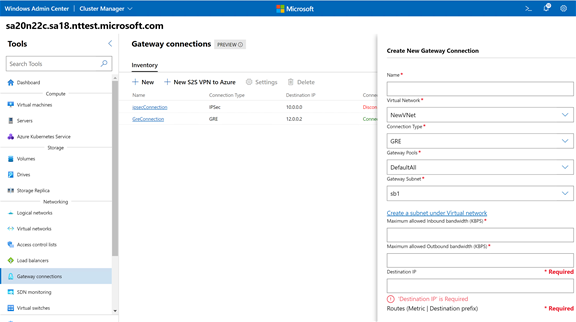 Windows Admin Center
Cluster Manager
Microsoft
sa20n22c.sa18.nttest.microsoft.com
Tools
Search Tools
Dashboard
Compute
Virtual machines
Servers
Azure Kubernetes Service
Storage
Volumes
Drives
Storage Replica
Networking
Logical networks
Virtual networks
Access control lists
Load balancers
Gateway connections
SDN monitoring
Virtual switches
Gateway connections PREVIEW
Inventory
New New S2S VPN to Azure Settings Delete
Name Connection Type Destination IP Conne
ipsecConnection IPSec 10.0.0.0 Discon
GreConnection GRE 12.0.0.2 Connec
Create New Gateway Connection
Name *
Virtual Network *
NewVNet
Connection Type *
GRE
Gateway Pools *
DefaultAll
Gateway Subnet *
sb1
Create a subnet under Virtual network
Maximum allowed Inbound bandwidth (KBPS) *
Maximum allowed Outbound bandwidth (KBPS) *
Destination IP * Required
'Destination IP' is Required
Routes (Metric | Destination prefix) * Required